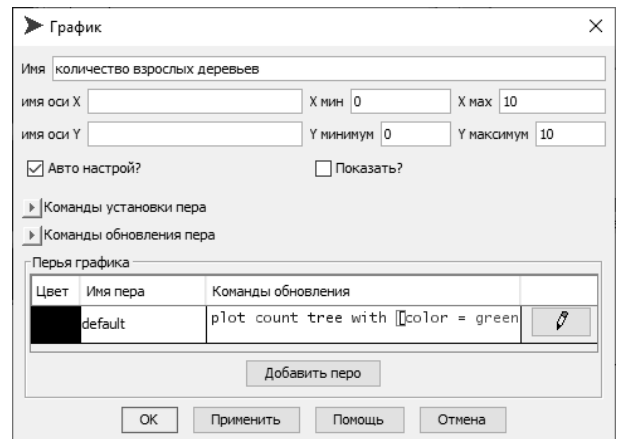 График
Имя количество взрослых деревьев
имя оси X X мин 0 X max 10
имя оси Y Y минимум 0 Y максимум 10
Авто настрой? Показать?
Команды установки пера
Команды обновления пера
Перья графика
Цвет Имя пера Команды обновления
default plot count tree with [color = green
Добавить перо
ОК Применить Помощь Отмена